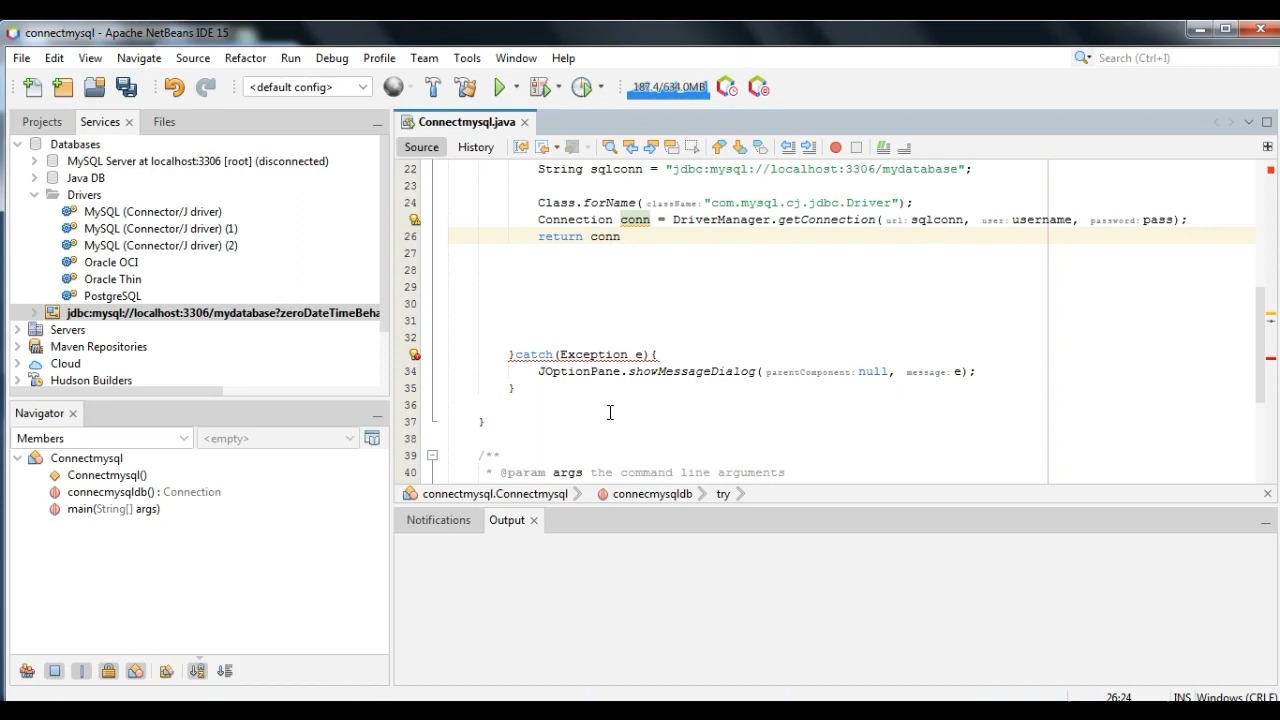 connectmysql - Apache NetBeans IDE 15
File Edit View Navigate Source Refactor Run Debug Profile Team Tools Window Help
Search (Ctrl+I)
<default config>
187.4/634.0MB
Projects Services Files
Databases
MySQL Server at localhost:3306 [root] (disconnected)
Java DB
Drivers
MySQL (Connector/J driver)
MySQL (Connector/J driver) (1)
MySQL (Connector/J driver) (2)
Oracle OCI
Oracle Thin
PostgreSQL
jdbc:mysql://localhost:3306/mydatabase?zeroDateTimeBeha
Servers
Maven Repositories
Cloud
Hudson Builders
Navigator
Members
<empty>
Connectmysql
Connectmysql()
connecmysqldb() : Connection
main(String[] args)
Connectmysql.java
Source History
22 String sqlconn = "jdbc:mysql://localhost:3306/mydatabase";
23
24 Class.forName(className:"com.mysql.cj.jdbc.Driver");
Connection conn = DriverManager.getConnection(url:sqlconn, user:username, password:pass);
26 return conn
27
28
29
30
31
32
}catch(Exception e){
34 JOptionPane.showMessageDialog(parentComponent:null, message:e);
35 }
36
37 }
38
39 /**
40 * @param args the command line arguments
connectmysql.Connectmysql connecmysqldb try
Notifications Output
26:24 INS Windows (CRLF)